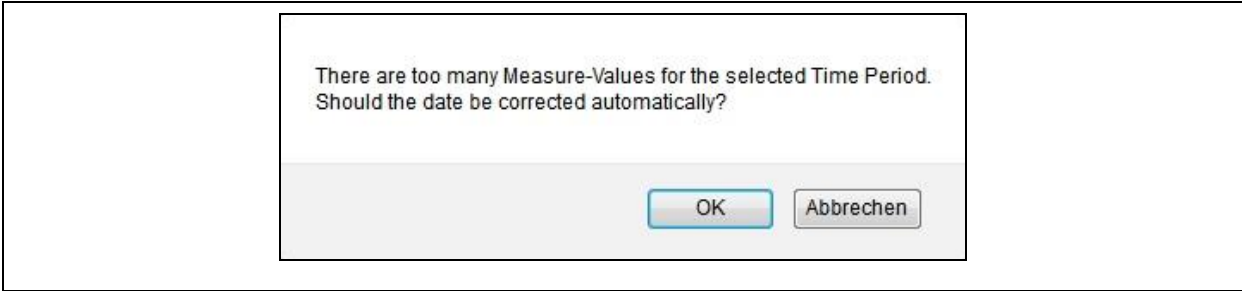 There are too many Measure-Values for the selected Time Period.
Should the date be corrected automatically?
OK
Abbrechen